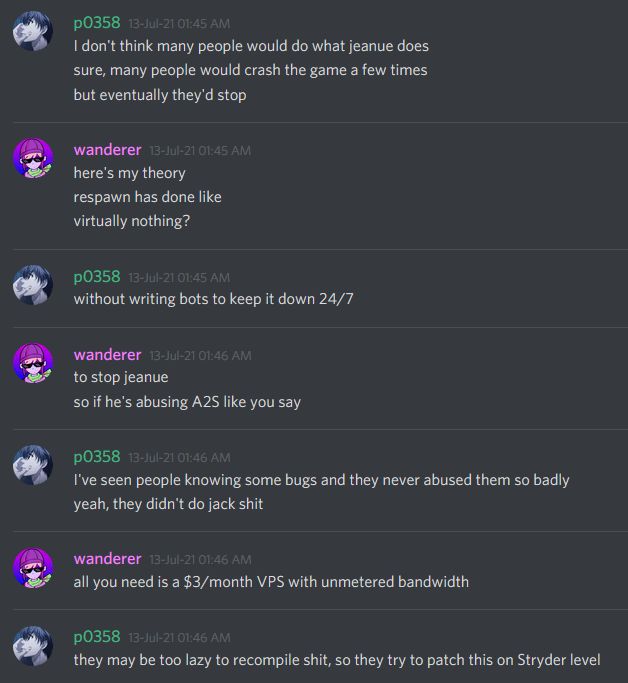 p0358 13-Jul-21 01:45 AM
I don't think many people would do what jeanue does
sure, many people would crash the game a few times
but eventually they'd stop
wanderer 13-Jul-21 01:45 AM
here's my theory
respawn has done like
virtually nothing?
p0358 13-Jul-21 01:45 AM
without writing bots to keep it down 24/7
wanderer 13-Jul-21 01:46 AM
to stop jeanue
so if he's abusing A2S like you say
p0358 13-Jul-21 01:46 AM
I've seen people knowing some bugs and they never abused them so badly
yeah, they didn't do jack shit
wanderer 13-Jul-21 01:46 AM
all you need is a $3/month VPS with unmetered bandwidth
p0358 13-Jul-21 01:46 AM
they may be too lazy to recompile shit, so they try to patch this on Stryder level